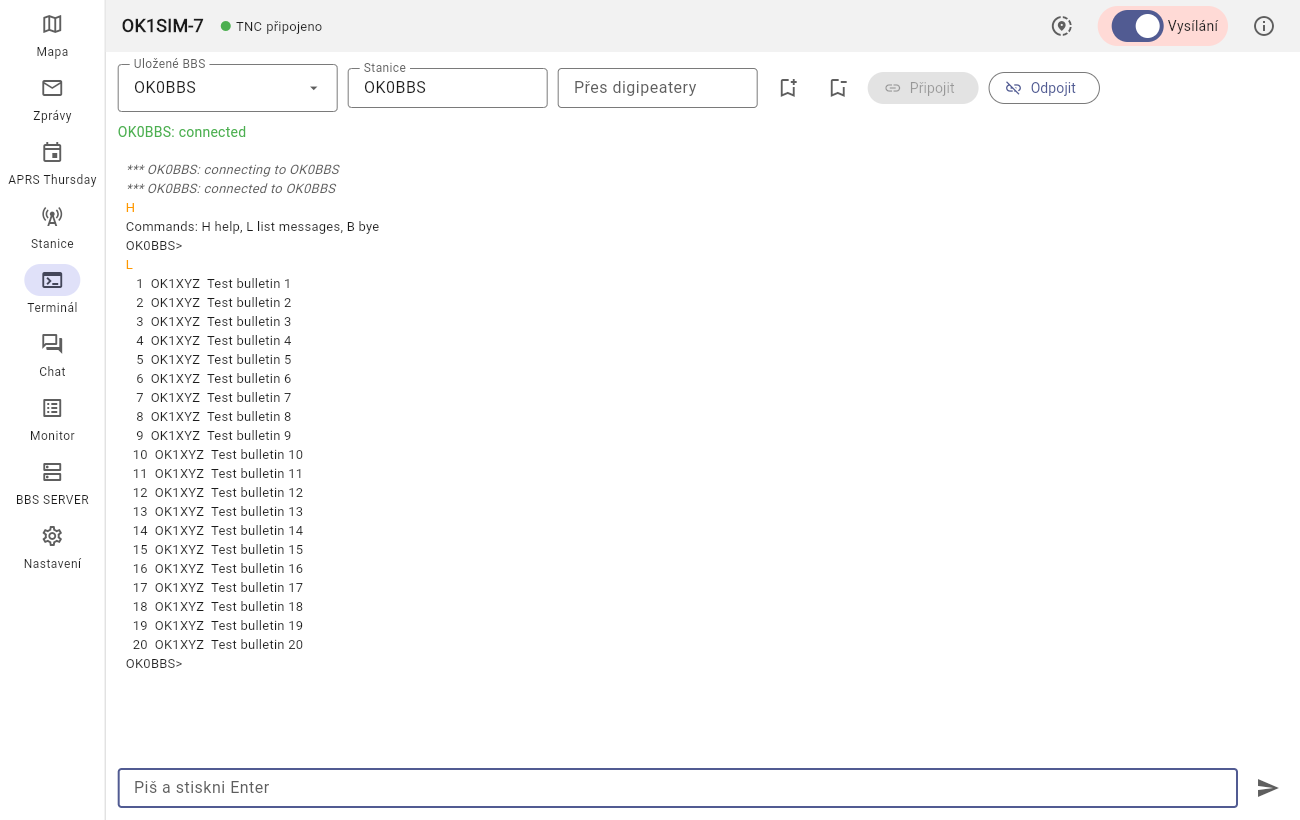 OK1SIM-7
TNC připojeno
Vysílání
Mapa
Zprávy
APRS Thursday
Stanice
Terminál
Chat
Monitor
BBS SERVER
Nastavení
Uložené BBS
OK0BBS
Stanice
OK0BBS
Přes digipeatery
Připojit
Odpojit
OK0BBS: connected
*** OK0BBS: connecting to OK0BBS
*** OK0BBS: connected to OK0BBS
H
Commands: H help, L list messages, B bye
OK0BBS>
L
1 OK1XYZ Test bulletin 1
2 OK1XYZ Test bulletin 2
3 OK1XYZ Test bulletin 3
4 OK1XYZ Test bulletin 4
5 OK1XYZ Test bulletin 5
6 OK1XYZ Test bulletin 6
7 OK1XYZ Test bulletin 7
8 OK1XYZ Test bulletin 8
9 OK1XYZ Test bulletin 9
10 OK1XYZ Test bulletin 10
11 OK1XYZ Test bulletin 11
12 OK1XYZ Test bulletin 12
13 OK1XYZ Test bulletin 13
14 OK1XYZ Test bulletin 14
15 OK1XYZ Test bulletin 15
16 OK1XYZ Test bulletin 16
17 OK1XYZ Test bulletin 17
18 OK1XYZ Test bulletin 18
19 OK1XYZ Test bulletin 19
20 OK1XYZ Test bulletin 20
OK0BBS>
Piš a stiskni Enter